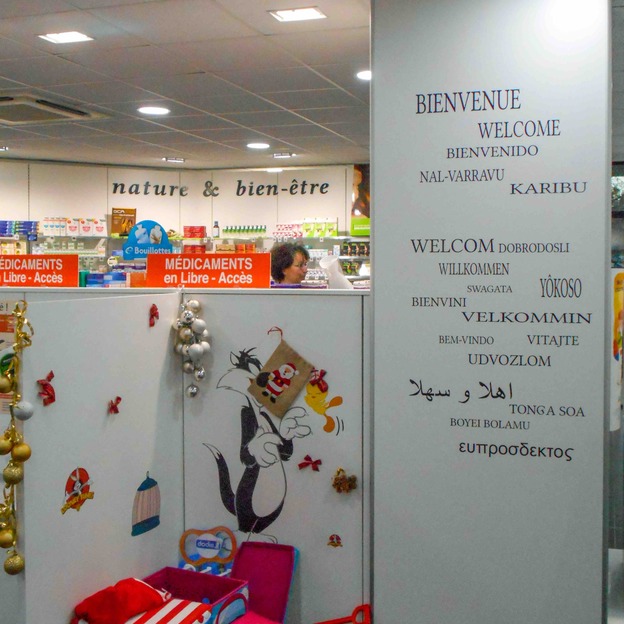 nature & bien-être
Bouillottes
MÉDICAMENTS
en Libre - Accès
MÉDICAMENTS
en Libre - Accès
BIENVENUE
WELCOME
BIENVENIDO
NAL-VARRAVU
KARIBU
WELCOM DOBRODOSLI
WILLKOMMEN
SWAGATA YÔKOSO
BIENVINI
VELKOMMIN
BEM-VINDO VITAJTE
UDVOZLOM
اهلا و سهلا
TONGA SOA
BOYEI BOLAMU
ευπροσδεκτος
dodie